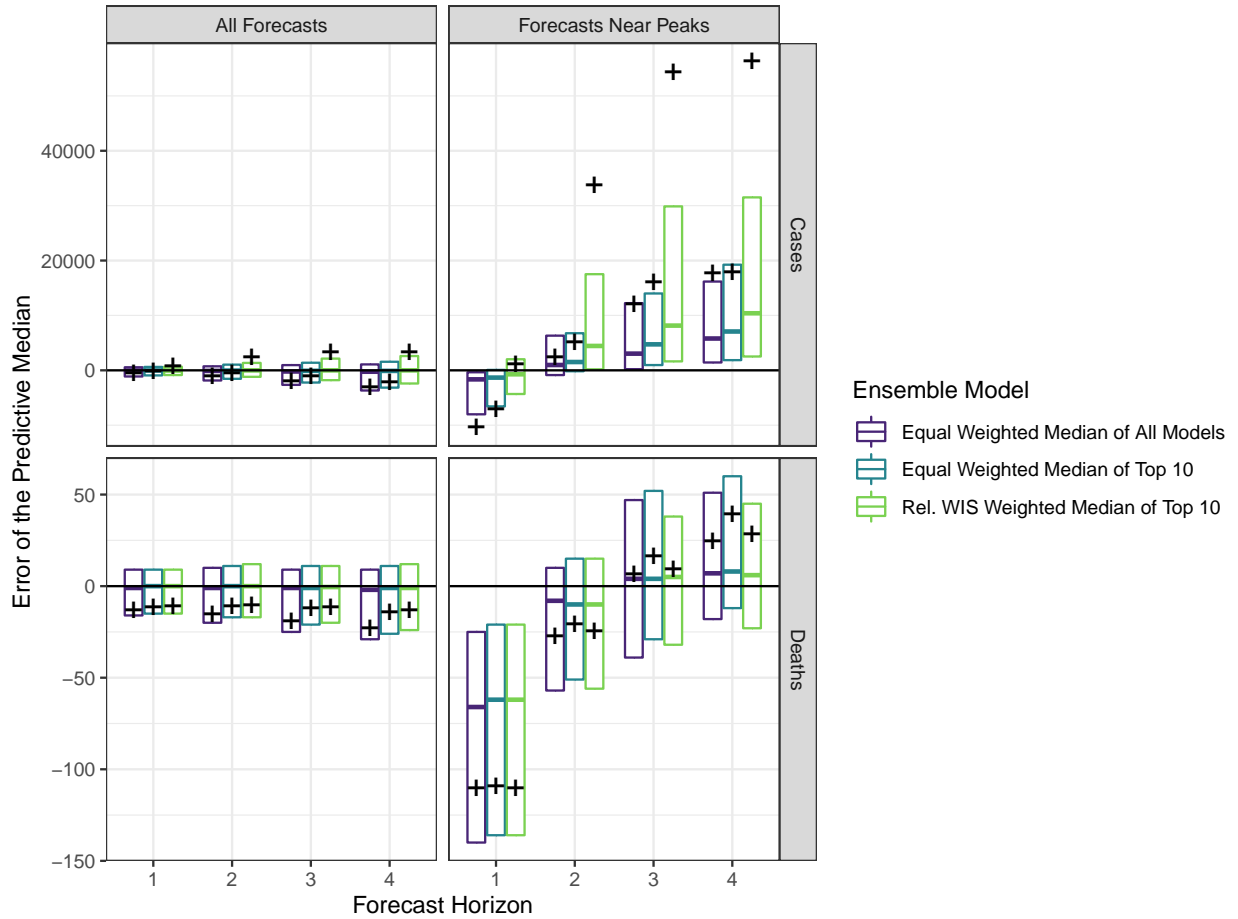 All Forecasts
Forecasts Near Peaks
Error of the Predictive Median
40000
20000
0
Cases
50
0
−50
−100
−150
Deaths
1 2 3 4
1 2 3 4
Forecast Horizon
Ensemble Model
Equal Weighted Median of All Models
Equal Weighted Median of Top 10
Rel. WIS Weighted Median of Top 10